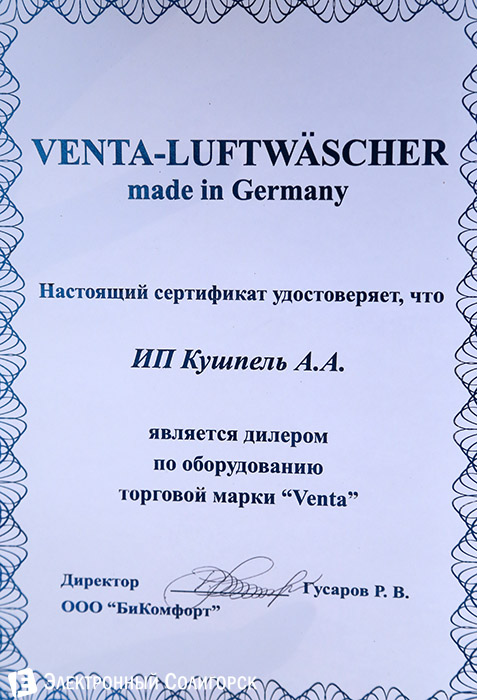 VENTA-LUFTWÄSCHER
made in Germany
Настоящий сертификат удостоверяет, что
ИП Кушпель А.А.
является дилером
по оборудованию
торговой марки “Venta”
Директор Гусаров Р. В.
ООО “БиКомфорт”
Электронный Солигорск